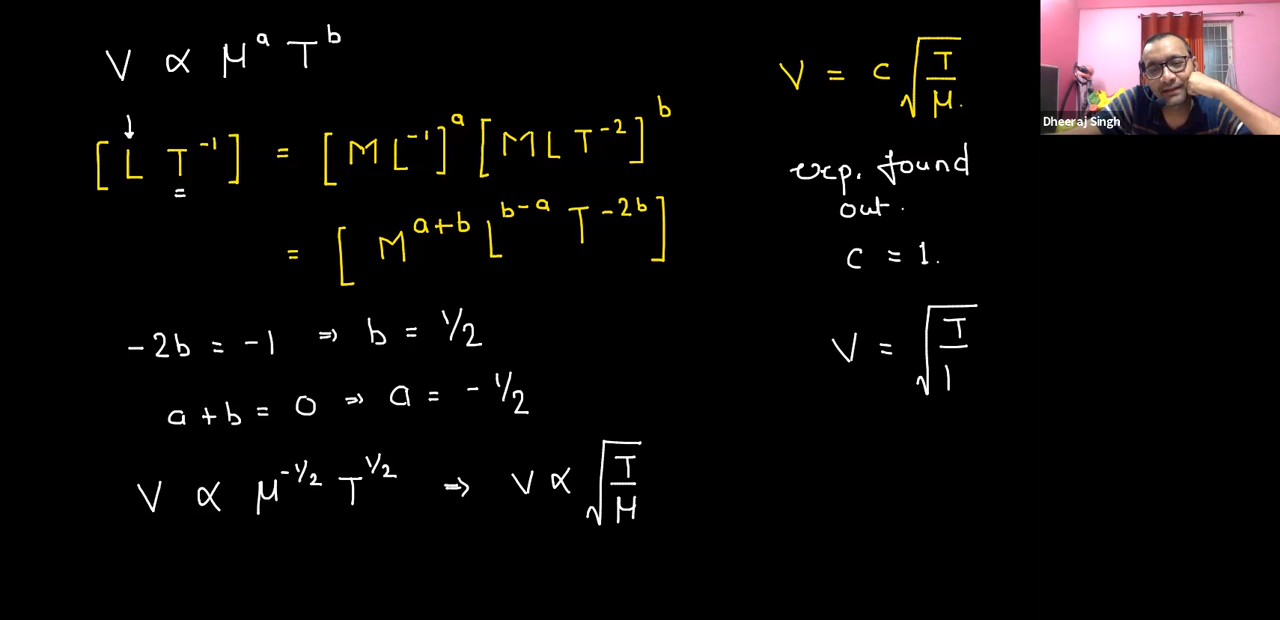 V ∝ μ^a T^b
[L T^-1] = [M L^-1]^a [M L T^-2]^b
= [M^a+b L^b-a T^-2b]
-2b = -1 ⇒ b = 1/2
a + b = 0 ⇒ a = -1/2
V ∝ μ^-1/2 T^1/2 ⇒ V ∝ √T/μ
V = c √T/μ.
exp. found
out.
c = 1.
V = √T/
Dheeraj Singh